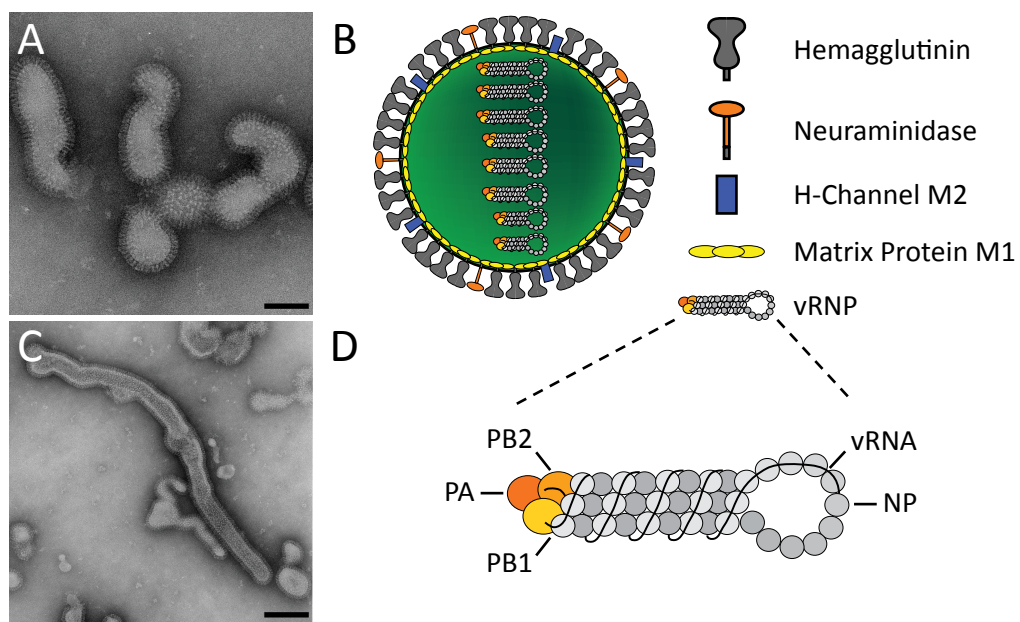 A
B
Hemagglutinin
Neuraminidase
H-Channel M2
Matrix Protein M1
vRNP
C
D
PB2
vRNA
PA
NP
PB1